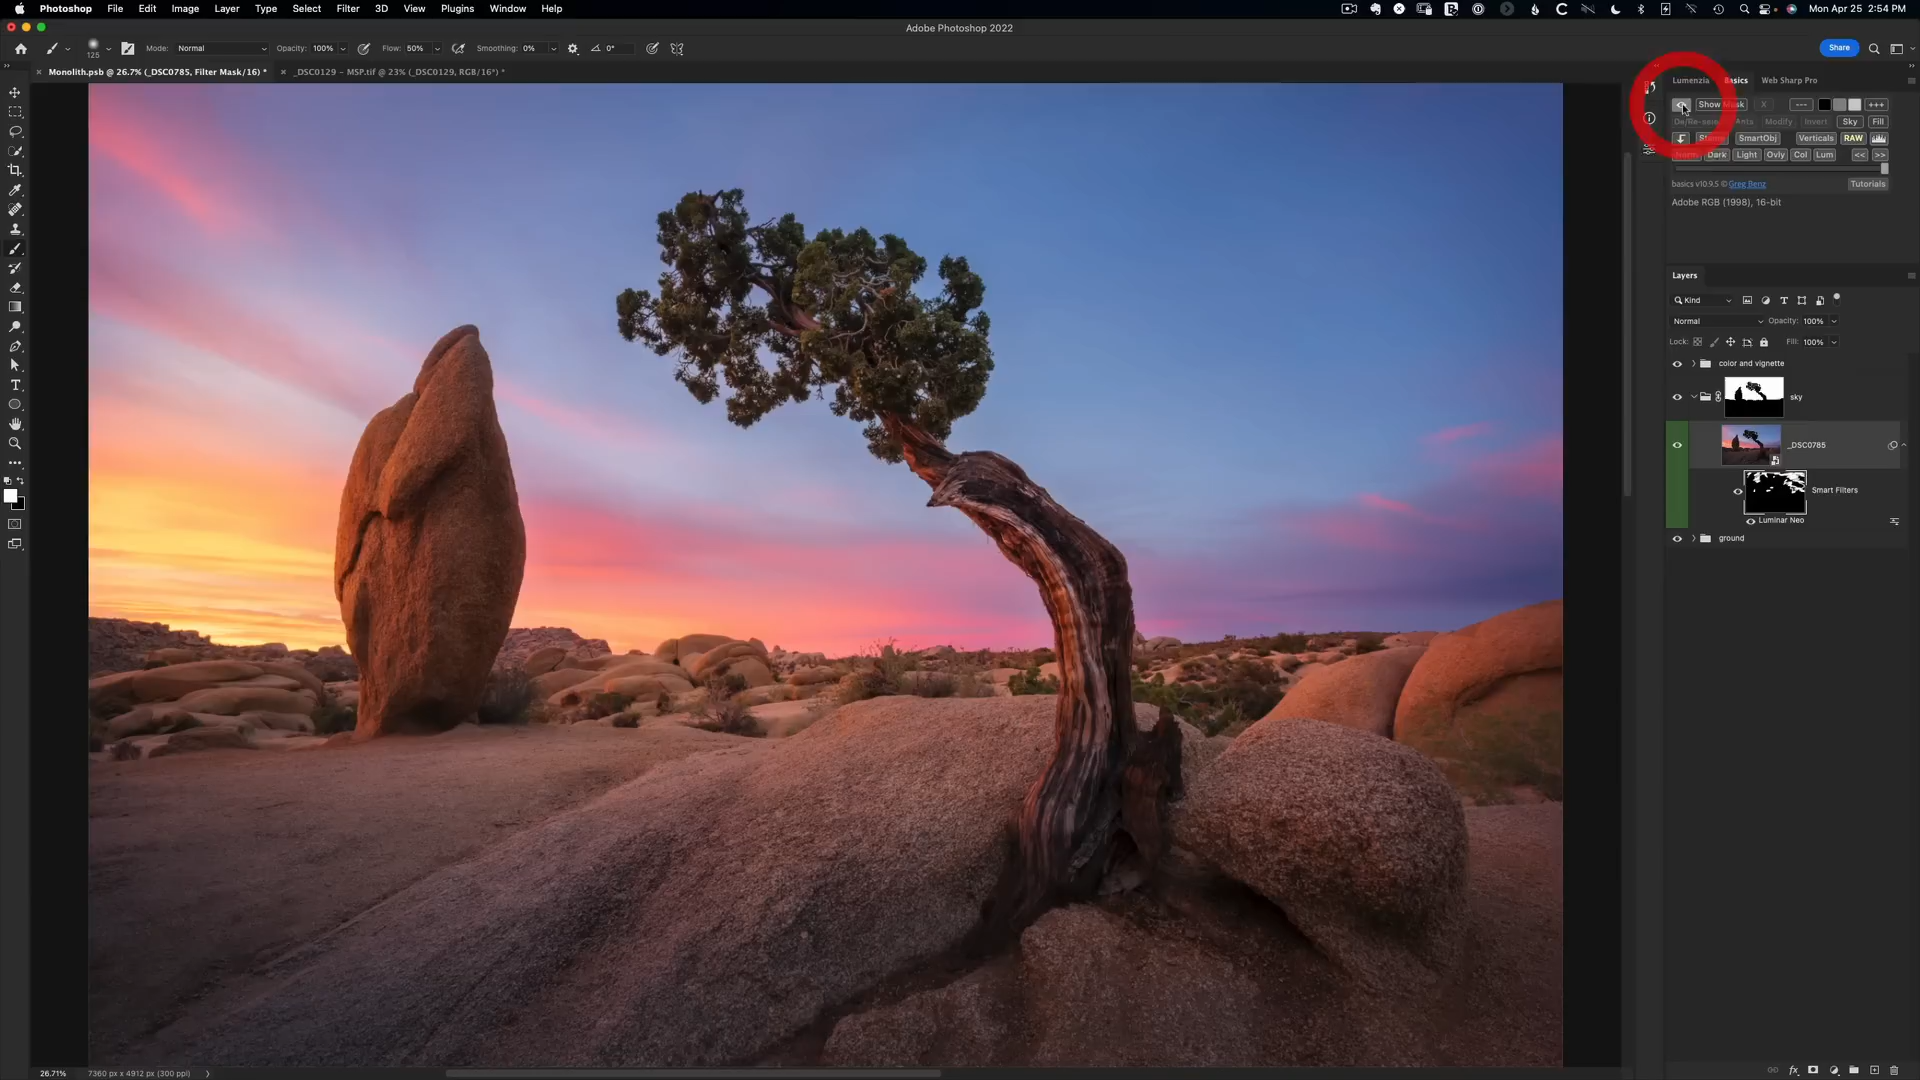 Photoshop File Edit Image Layer Type Select Filter 3D View Plugins Window Help Mon Apr 25 2:54 PM
Adobe Photoshop 2022
125 Mode: Normal Opacity: 100% Flow: 50% Smoothing: 0% 0° Share
Monolith.psb @ 26.7% (_DSC0785, Filter Mask/16) * _DSC0129 – MSP.tif @ 23% (_DSC0129, RGB/16*) *
Lumenzia Basics Web Sharp Pro
Show Mask X --- +++
Modify Invert Sky Fill
Stamp SmartObj Verticals RAW
Norm Dark Light Ovly Col Lum << >>
basics v10.9.5 © Greg Benz Tutorials
Adobe RGB (1998), 16-bit
Layers
Kind
Normal Opacity: 100%
Lock: Fill: 100%
color and vignette
sky
_DSC0785
Smart Filters
Luminar Neo
ground
26.71% 7360 px x 4912 px (300 ppi)